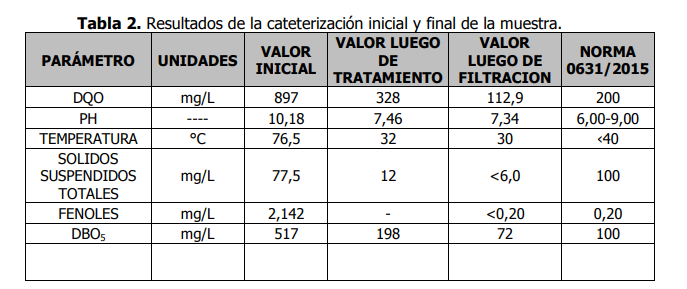 Tabla 2. Resultados de la cateterización inicial y final de la muestra.
PARÁMETRO UNIDADES VALOR INICIAL VALOR LUEGO DE TRATAMIENTO VALOR LUEGO DE FILTRACION NORMA 0631/2015
DQO mg/L 897 328 112,9 200
PH ---- 10,18 7,46 7,34 6,00-9,00
TEMPERATURA °C 76,5 32 30 <40
SOLIDOS SUSPENDIDOS TOTALES mg/L 77,5 12 <6,0 100
FENOLES mg/L 2,142 - <0,20 0,20
DBO₅ mg/L 517 198 72 100